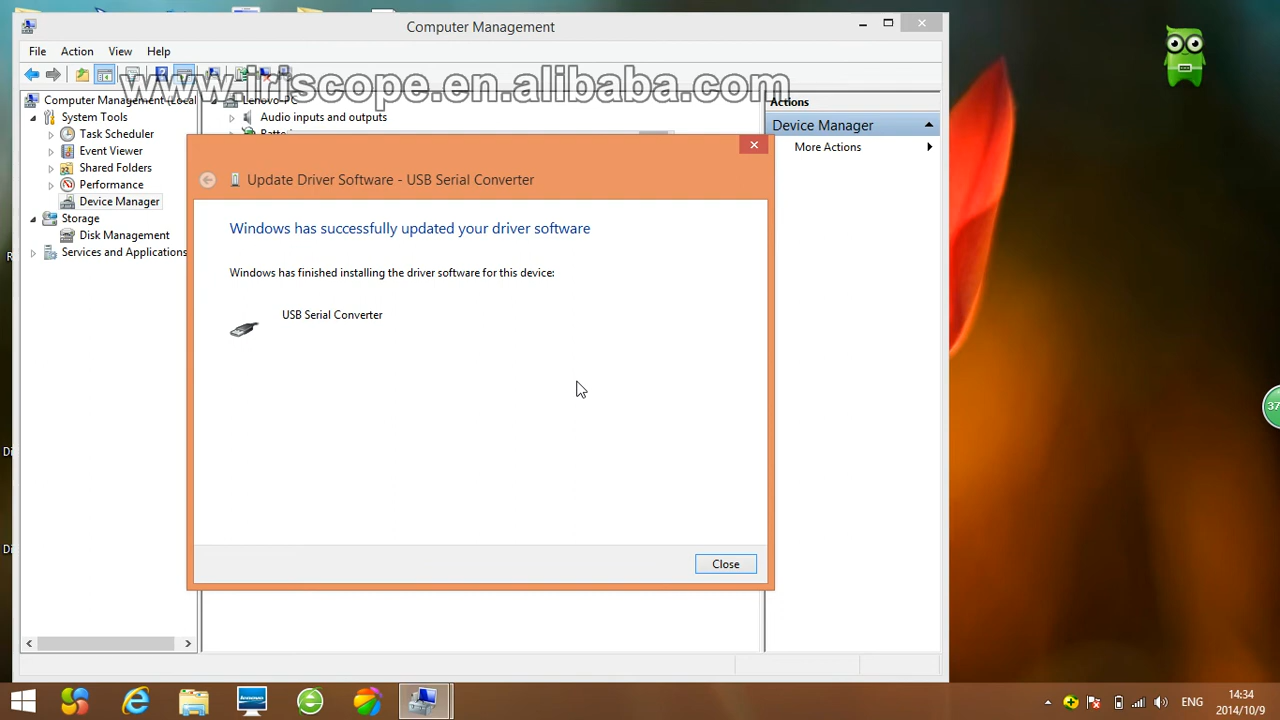 Computer Management
File Action View Help
www.iriscope.en.alibaba.com
Computer Management (Local
System Tools
Task Scheduler
Event Viewer
Shared Folders
Performance
Device Manager
Storage
Disk Management
Services and Applications
Lenovo-PC
Audio inputs and outputs
Actions
Device Manager
More Actions
Update Driver Software - USB Serial Converter
Windows has successfully updated your driver software
Windows has finished installing the driver software for this device:
USB Serial Converter
Close
37
ENG
14:34
2014/10/9